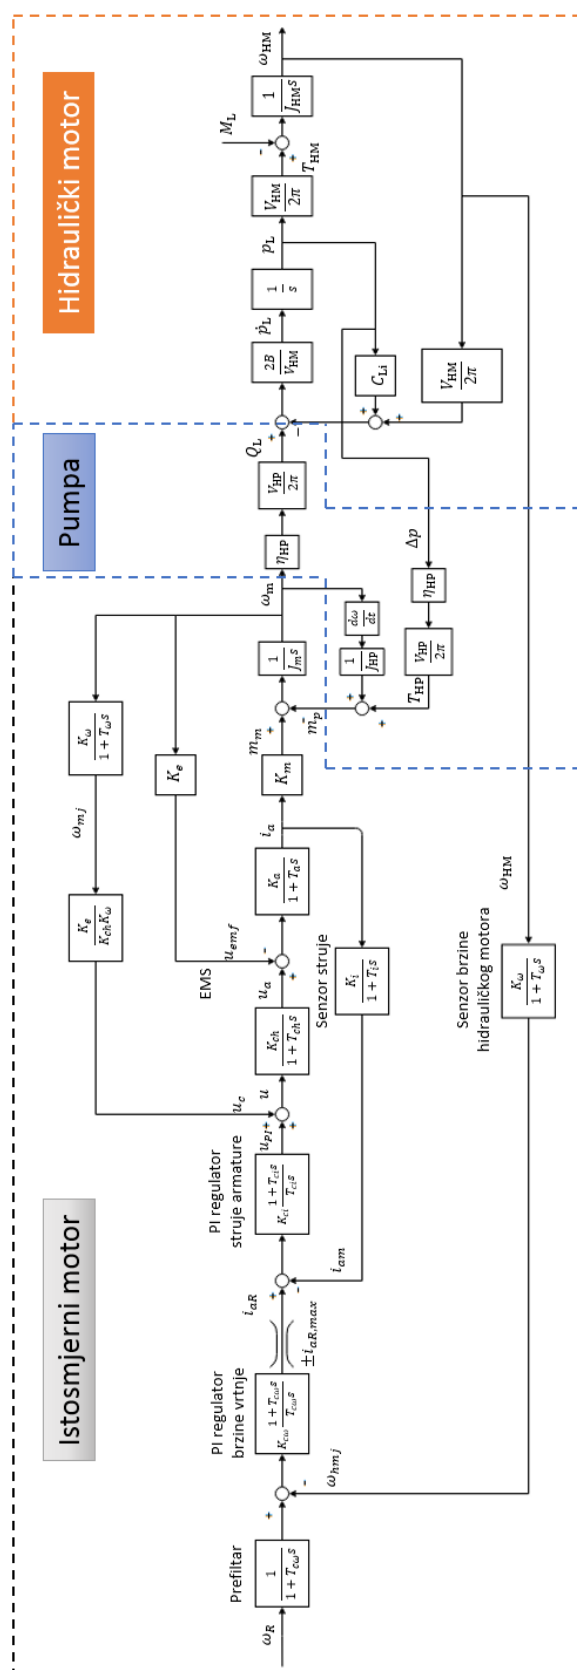 Istosmjerni motor
Pumpa
Hidraulički motor
ω_R
Prefiltar
1 / (1 + T_cω s)
+
-
ω_hmj
PI regulator
brzine vrtnje
K_cω (1 + T_cω s) / (T_cω s)
±i_aR,max
i_aR
+
-
i_am
PI regulator
struje armature
K_ci (1 + T_ci s) / (T_ci s)
u_PI
+
+
u_c
u
K_ch / (1 + T_ch s)
u_a
+
-
EMS
u_emf
K_a / (1 + T_a s)
i_a
Senzor struje
K_i / (1 + T_i s)
K_m
m_m
+
-
m_p
1 / (J_m s)
ω_m
K_e
K_ω / (1 + T_ω s)
ω_mj
K_e / (K_ch K_ω)
dω / dt
1 / J_HP
+
+
T_HP
V_HP / 2π
η_HP
Δp
η_HP
V_HP / 2π
Q_L
+
-
2B / V_HM
ṗ_L
1 / s
p_L
C_Li
+
+
V_HM / 2π
V_HM / 2π
T_HM
+
-
M_L
1 / (J_HM s)
ω_HM
ω_HM
Senzor brzine
hidrauličkog motora
K_ω / (1 + T_ω s)